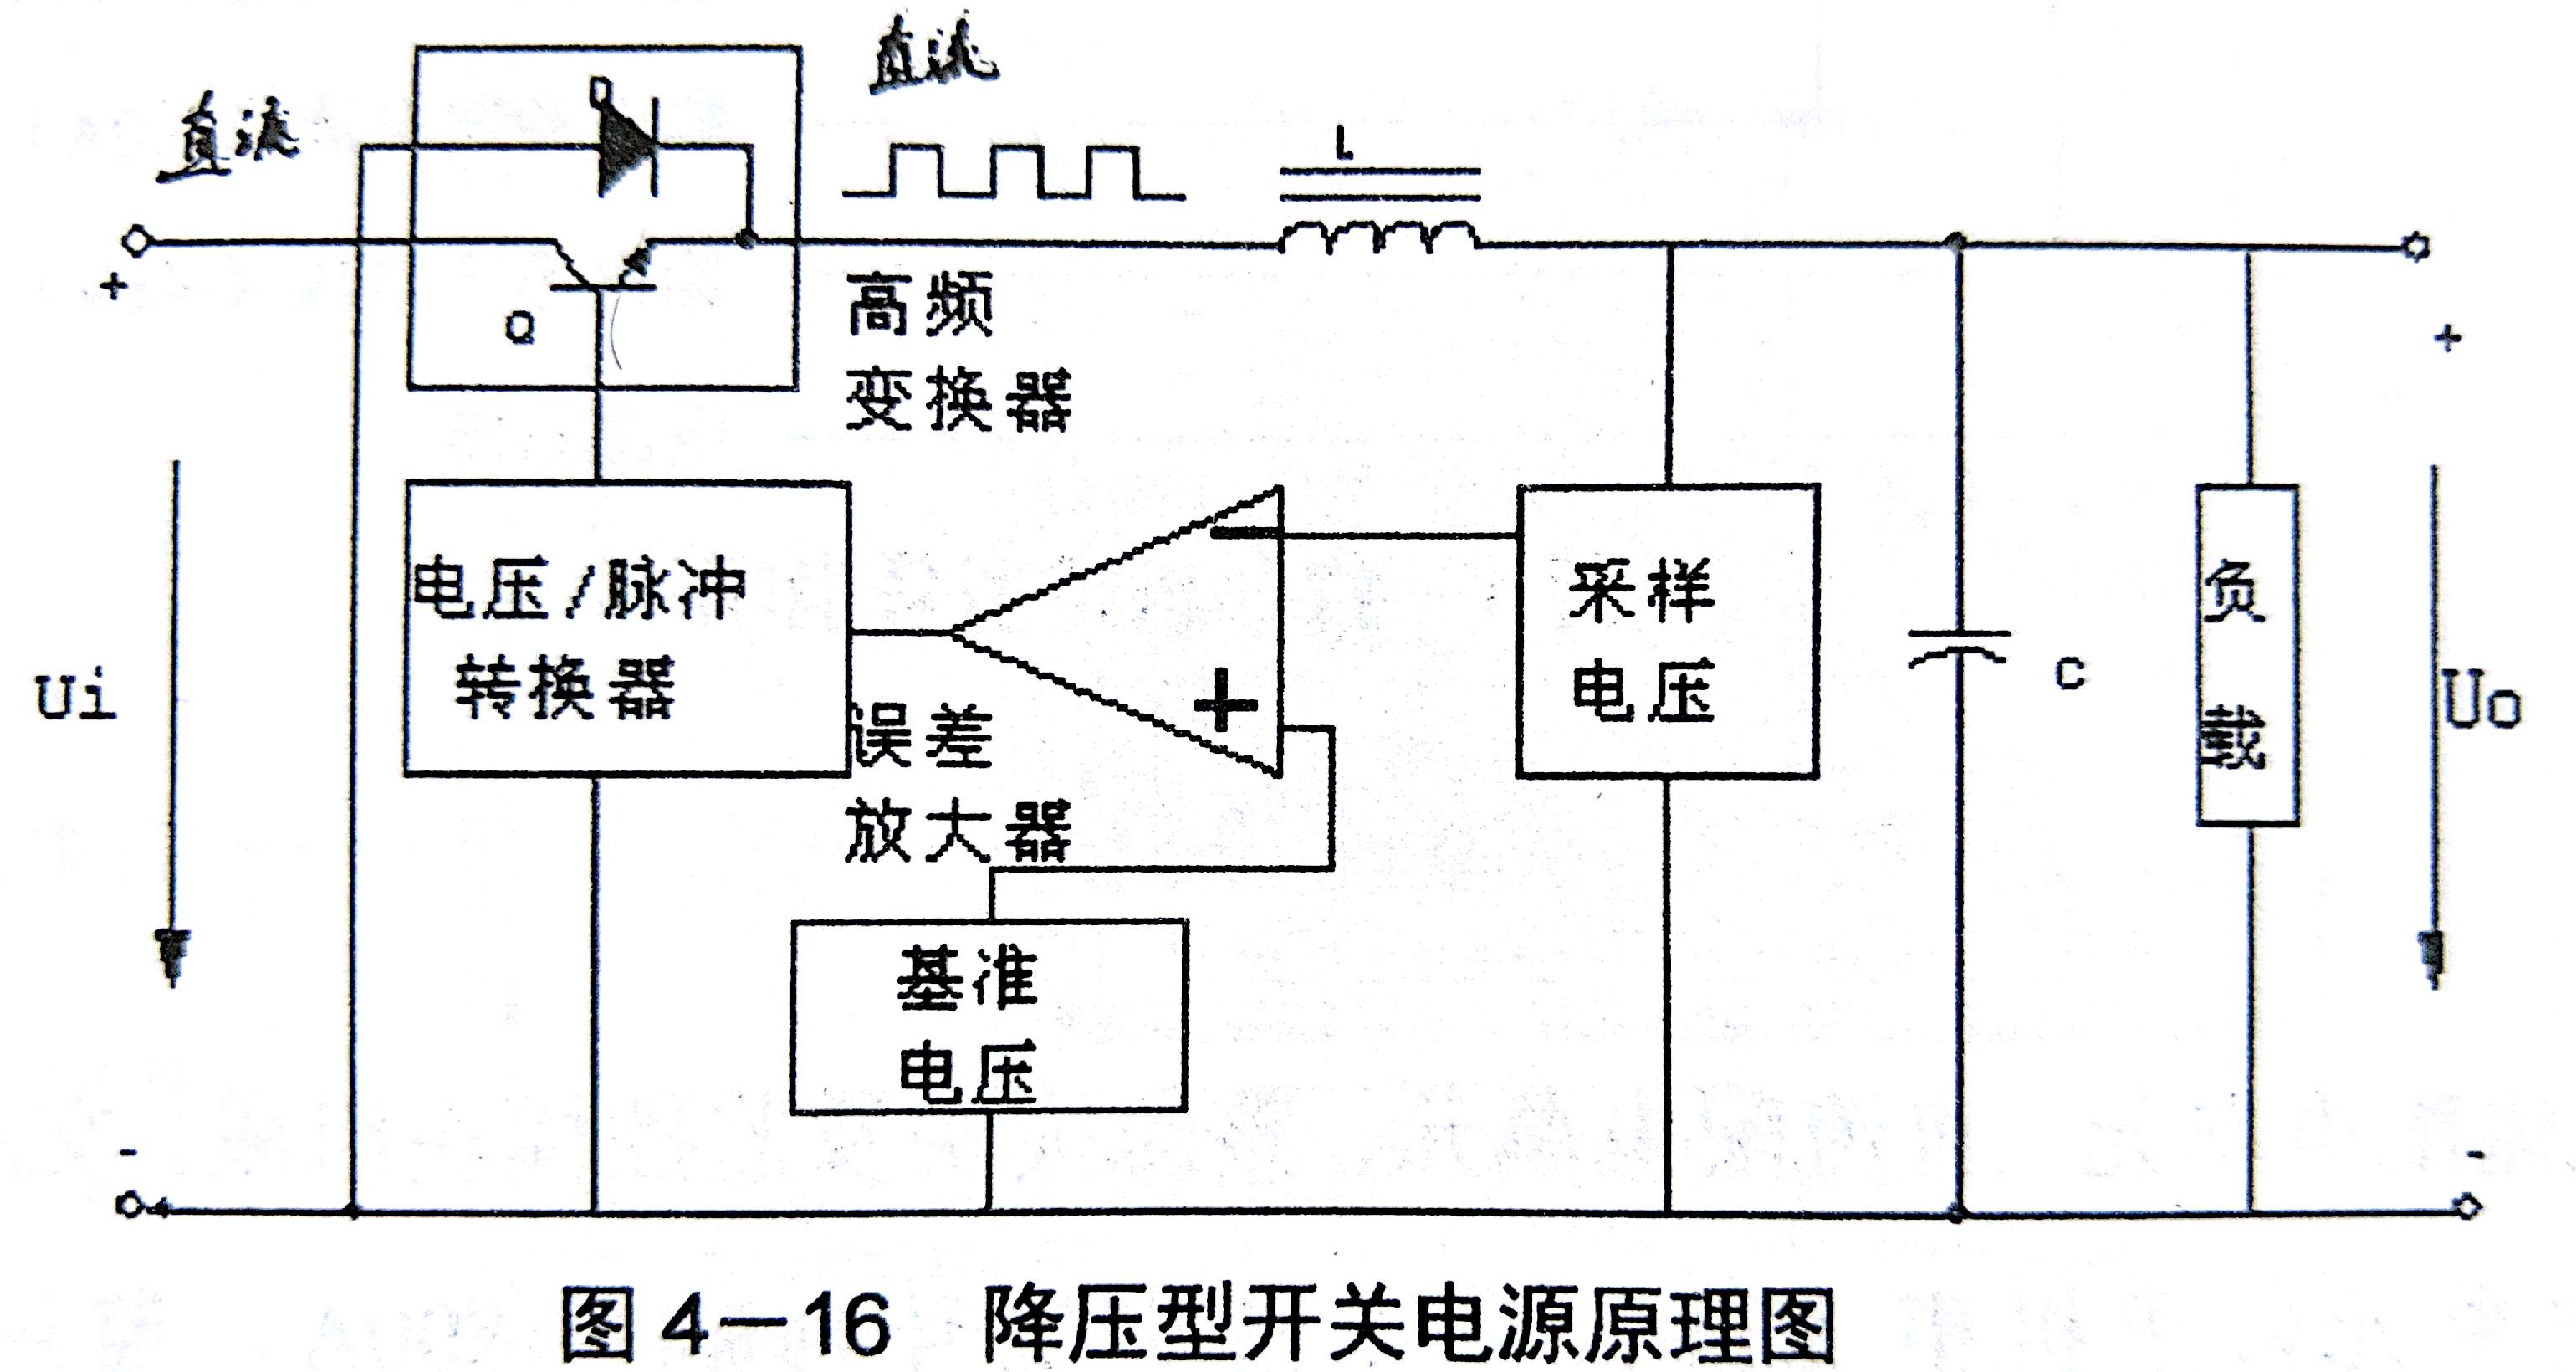 直流
直流
D
L
+
Q
高频
变换器
+
电压/脉冲
转换器
-
+
误差
放大器
采样
电压
C
负
载
Ui
Uo
基准
电压
-
-
图4-16 降压型开关电源原理图